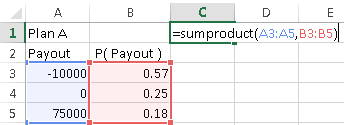 A B C D E
1 Plan A =sumproduct(A3:A5,B3:B5)
2 Payout P( Payout )
3 -10000 0.57
4 0 0.25
5 75000 0.18